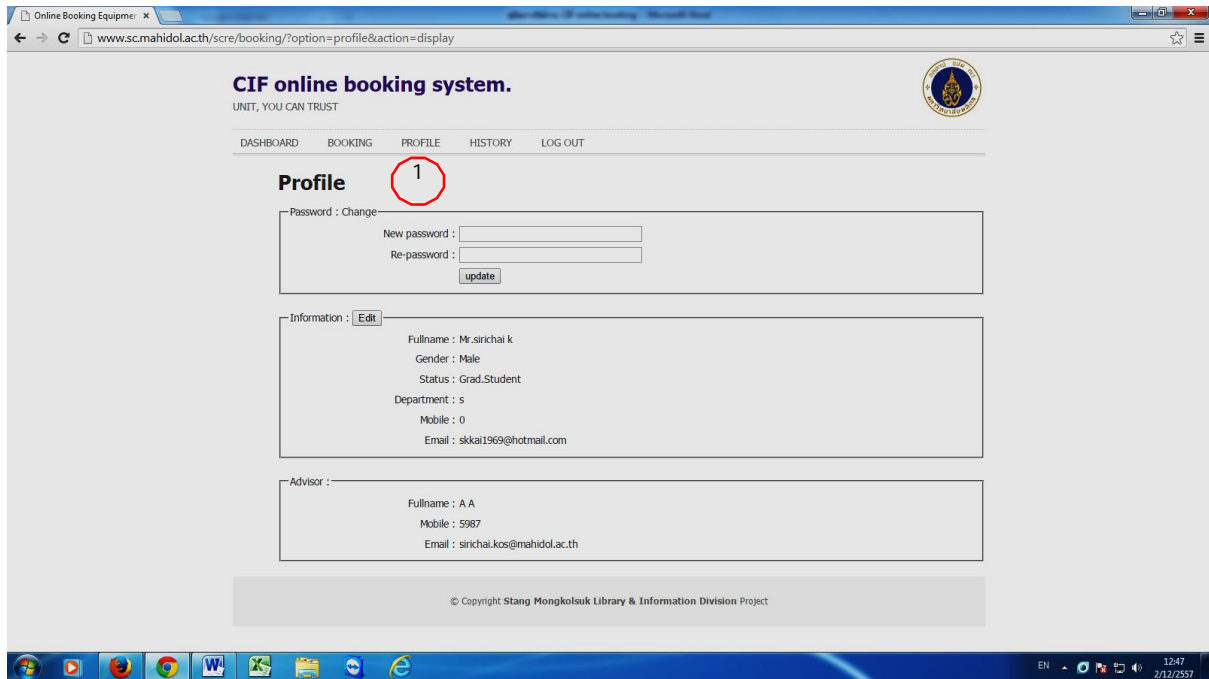 Online Booking Equipmer ×
www.sc.mahidol.ac.th/scre/booking/?option=profile&action=display
CIF online booking system.
UNIT, YOU CAN TRUST
DASHBOARD BOOKING PROFILE HISTORY LOG OUT
1
Profile
Password : Change
New password :
Re-password :
update
Information : Edit
Fullname : Mr.sirichai k
Gender : Male
Status : Grad.Student
Department : s
Mobile : 0
Email : skkai1969@hotmail.com
Advisor :
Fullname : A A
Mobile : 5987
Email : sirichai.kos@mahidol.ac.th
© Copyright Stang Mongkolsuk Library & Information Division Project
EN 12:47
2/12/2557